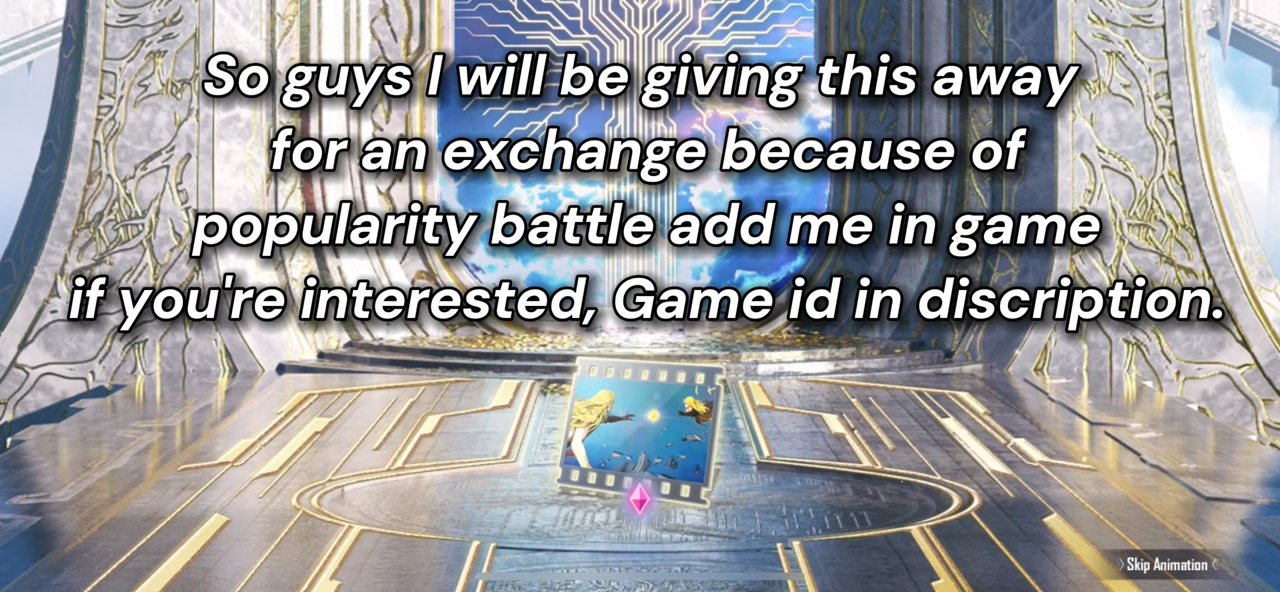 So guys I will be giving this away
for an exchange because of
popularity battle add me in game
if you're interested, Game id in discription.
Skip Animation